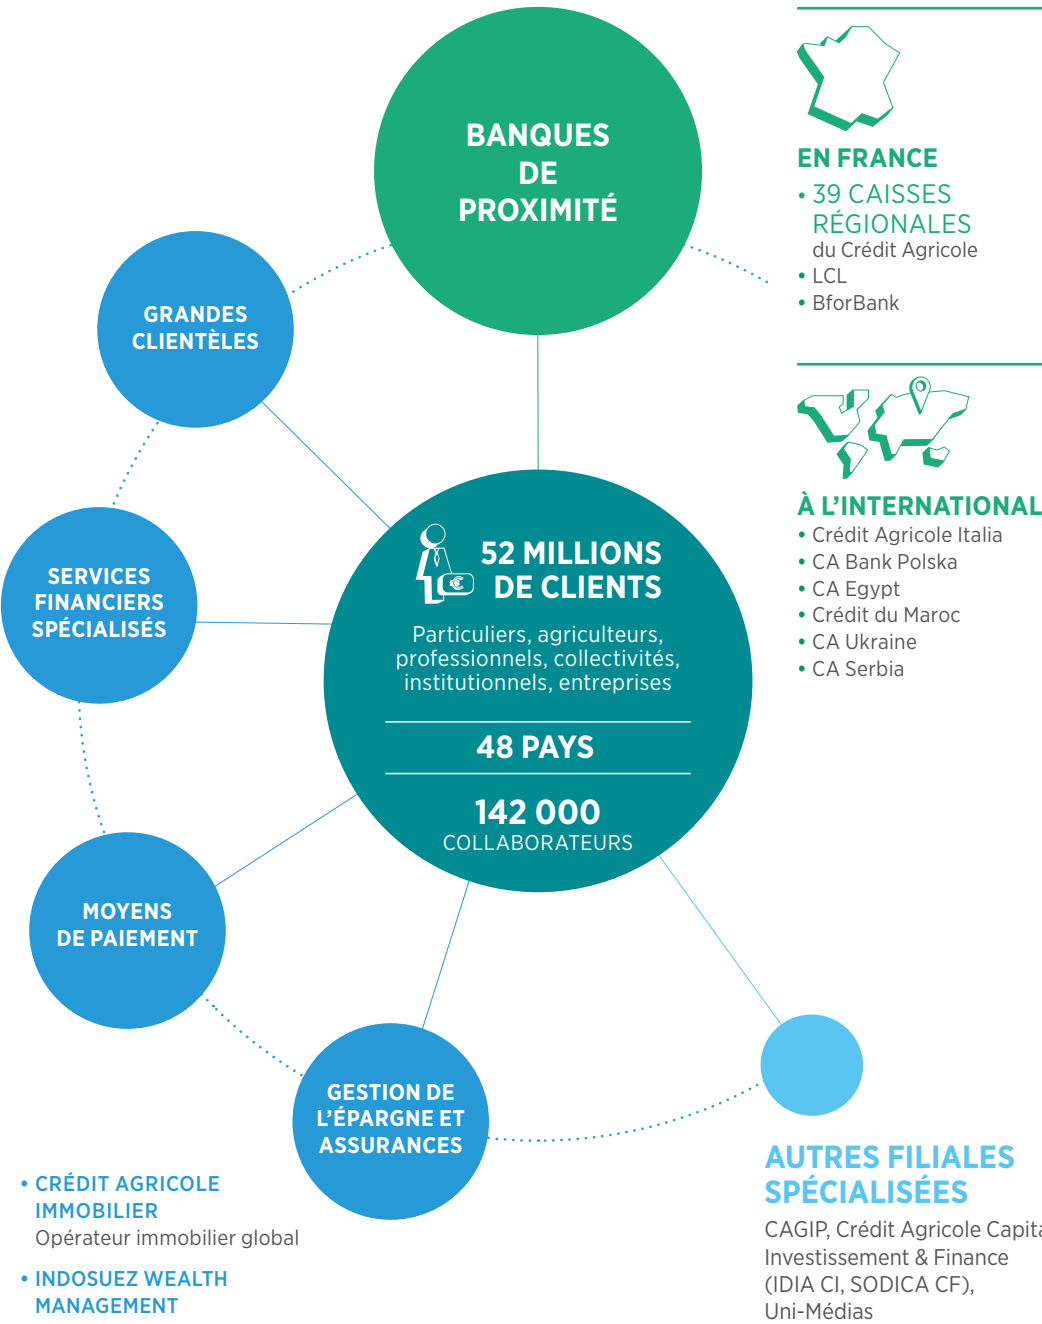 BANQUES
DE
PROXIMITÉ
EN FRANCE
• 39 CAISSES
RÉGIONALES
du Crédit Agricole
• LCL
• BforBank
GRANDES
CLIENTÈLES
À L’INTERNATIONAL
• Crédit Agricole Italia
• CA Bank Polska
• CA Egypt
• Crédit du Maroc
• CA Ukraine
• CA Serbia
SERVICES
FINANCIERS
SPÉCIALISÉS
52 MILLIONS
DE CLIENTS
Particuliers, agriculteurs,
professionnels, collectivités,
institutionnels, entreprises
48 PAYS
142 000
COLLABORATEURS
MOYENS
DE PAIEMENT
GESTION DE
L’ÉPARGNE ET
ASSURANCES
• CRÉDIT AGRICOLE
IMMOBILIER
Opérateur immobilier global
• INDOSUEZ WEALTH
MANAGEMENT
AUTRES FILIALES
SPÉCIALISÉES
CAGIP, Crédit Agricole
Investissement & Finance
(IDIA CI, SODICA CF),
Uni-Médias